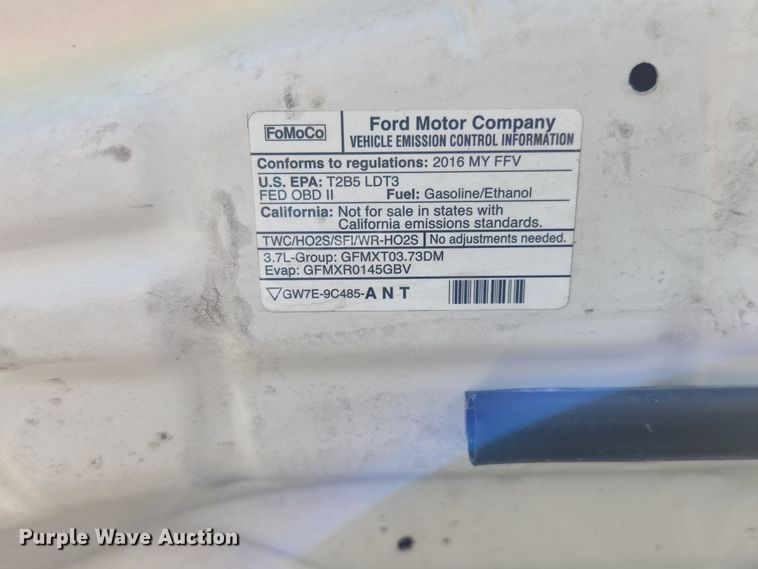 FoMoCo
Ford Motor Company
VEHICLE EMISSION CONTROL INFORMATION
Conforms to regulations: 2016 MY FFV
U.S. EPA: T2B5 LDT3
FED OBD II Fuel: Gasoline/Ethanol
California: Not for sale in states with
California emissions standards.
TWC/HO2S/SFI/WR-HO2S No adjustments needed.
3.7L-Group: GFMXT03.73DM
Evap: GFMXR0145GBV
GW7E-9C485-ANT
Purple Wave Auction